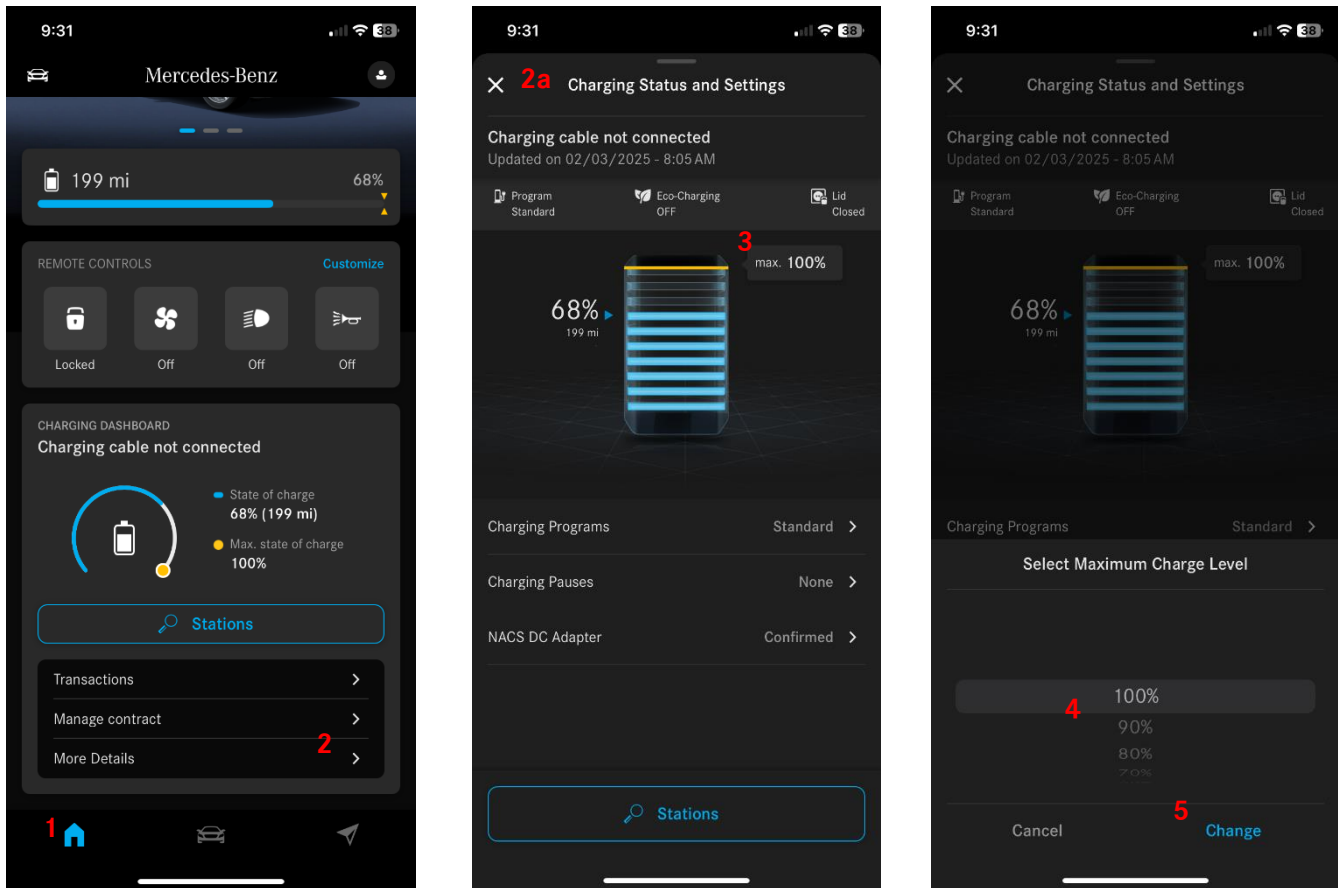 9:31
38
Mercedes-Benz
199 mi
68%
REMOTE CONTROLS
Customize
Locked
Off
Off
Off
CHARGING DASHBOARD
Charging cable not connected
State of charge
68% (199 mi)
Max. state of charge
100%
Stations
Transactions
Manage contract
2
More Details
1
9:31
38
2a
Charging Status and Settings
Charging cable not connected
Updated on 02/03/2025 - 8:05 AM
Program
Standard
Eco-Charging
OFF
Lid
Closed
3
max. 100%
68%
199 mi
Charging Programs Standard
Charging Pauses None
NACS DC Adapter Confirmed
Stations
9:31
38
Charging Status and Settings
Charging cable not connected
Updated on 02/03/2025 - 8:05 AM
Program
Standard
Eco-Charging
OFF
Lid
Closed
max. 100%
68%
199 mi
Charging Programs Standard
Select Maximum Charge Level
100%
4
90%
80%
70%
5
Cancel
Change